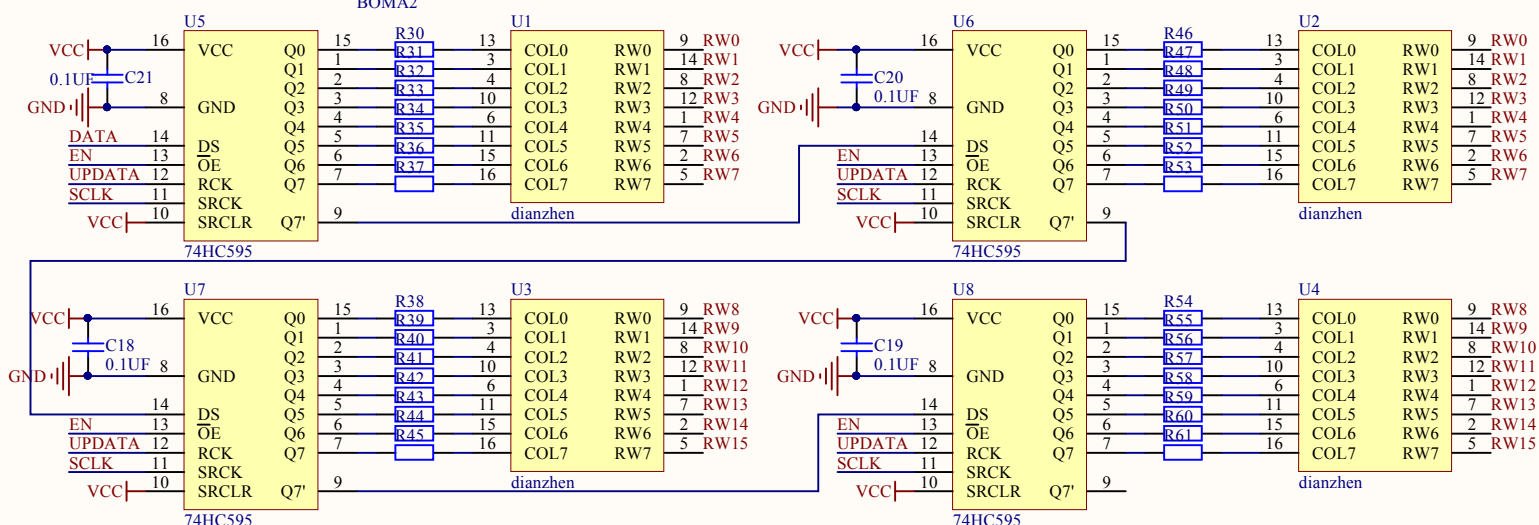 BOMA2
U5 R30 U1 U6 R46 U2
VCC 16 VCC Q0 15 R31 13 COL0 RW0 9 RW0 VCC 16 VCC Q0 15 R47 13 COL0 RW0 9 RW0
0.1UF C21 Q1 1 R32 3 COL1 RW1 14 RW1 C20 Q1 1 R48 3 COL1 RW1 14 RW1
Q2 2 R33 4 COL2 RW2 8 RW2 0.1UF Q2 2 R49 4 COL2 RW2 8 RW2
GND 8 GND Q3 3 R34 10 COL3 RW3 12 RW3 GND 8 GND Q3 3 R50 10 COL3 RW3 12 RW3
Q4 4 R35 6 COL4 RW4 1 RW4 Q4 4 R51 6 COL4 RW4 1 RW4
DATA 14 DS Q5 5 R36 11 COL5 RW5 7 RW5 14 DS Q5 5 R52 11 COL5 RW5 7 RW5
EN 13 OE Q6 6 R37 15 COL6 RW6 2 RW6 EN 13 OE Q6 6 R53 15 COL6 RW6 2 RW6
UPDATA 12 RCK Q7 7 16 COL7 RW7 5 RW7 UPDATA 12 RCK Q7 7 16 COL7 RW7 5 RW7
SCLK 11 SRCK SCLK 11 SRCK
VCC 10 SRCLR Q7' 9 dianzhen VCC 10 SRCLR Q7' 9 dianzhen
74HC595 74HC595
U7 R38 U3 U8 R54 U4
VCC 16 VCC Q0 15 R39 13 COL0 RW0 9 RW8 VCC 16 VCC Q0 15 R55 13 COL0 RW0 9 RW8
C18 Q1 1 R40 3 COL1 RW1 14 RW9 C19 Q1 1 R56 3 COL1 RW1 14 RW9
0.1UF Q2 2 R41 4 COL2 RW2 8 RW10 0.1UF Q2 2 R57 4 COL2 RW2 8 RW10
GND 8 GND Q3 3 R42 10 COL3 RW3 12 RW11 GND 8 GND Q3 3 R58 10 COL3 RW3 12 RW11
Q4 4 R43 6 COL4 RW4 1 RW12 Q4 4 R59 6 COL4 RW4 1 RW12
14 DS Q5 5 R44 11 COL5 RW5 7 RW13 14 DS Q5 5 R60 11 COL5 RW5 7 RW13
EN 13 OE Q6 6 R45 15 COL6 RW6 2 RW14 EN 13 OE Q6 6 R61 15 COL6 RW6 2 RW14
UPDATA 12 RCK Q7 7 16 COL7 RW7 5 RW15 UPDATA 12 RCK Q7 7 16 COL7 RW7 5 RW15
SCLK 11 SRCK SCLK 11 SRCK
VCC 10 SRCLR Q7' 9 dianzhen VCC 10 SRCLR Q7' 9 dianzhen
74HC595 74HC595